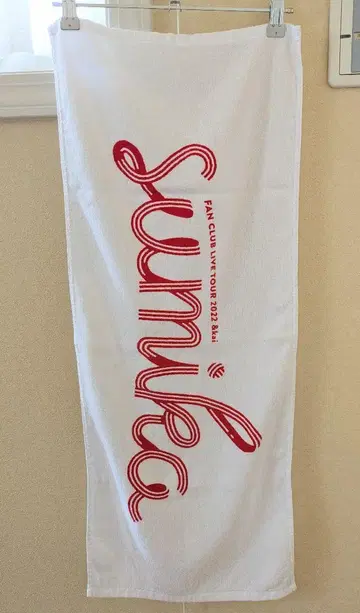 FAN CLUB LIVE TOUR 2022 &kai
sumika